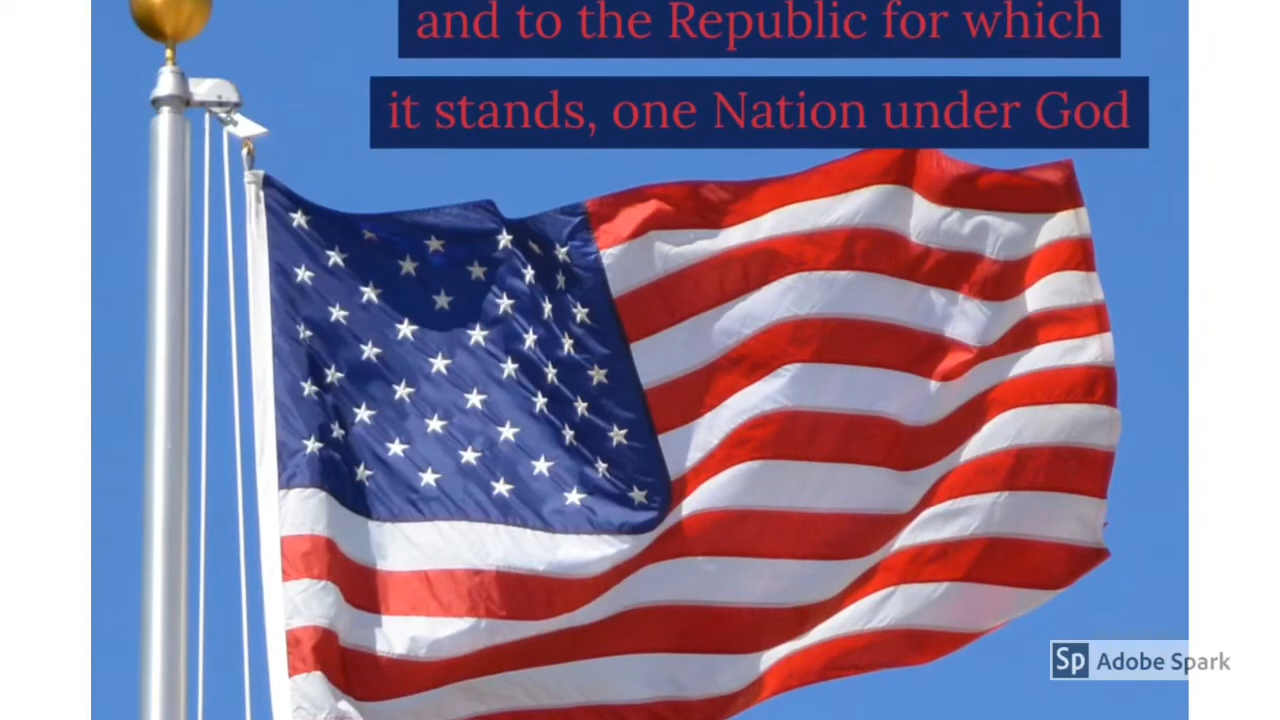 and to the Republic for which
it stands, one Nation under God
Sp Adobe Spark